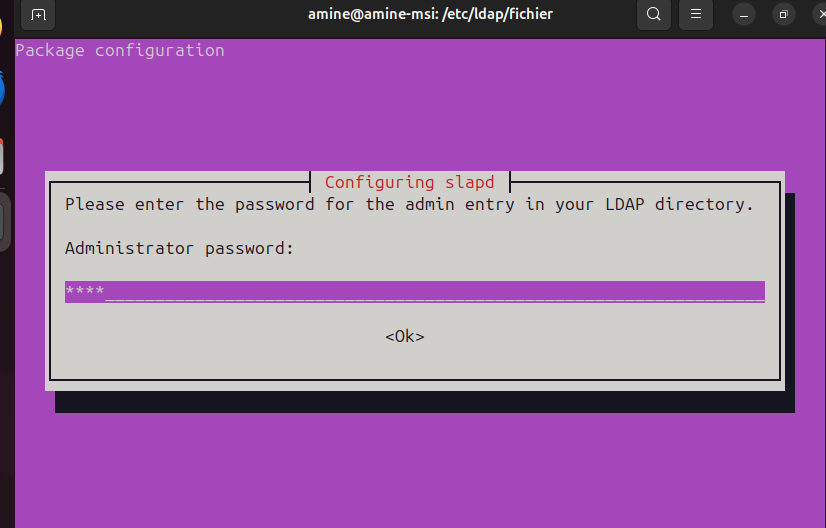 amine@amine-msi: /etc/ldap/fichier
Package configuration
Configuring slapd
Please enter the password for the admin entry in your LDAP directory.
Administrator password:
****__________________________________________________________________
<Ok>